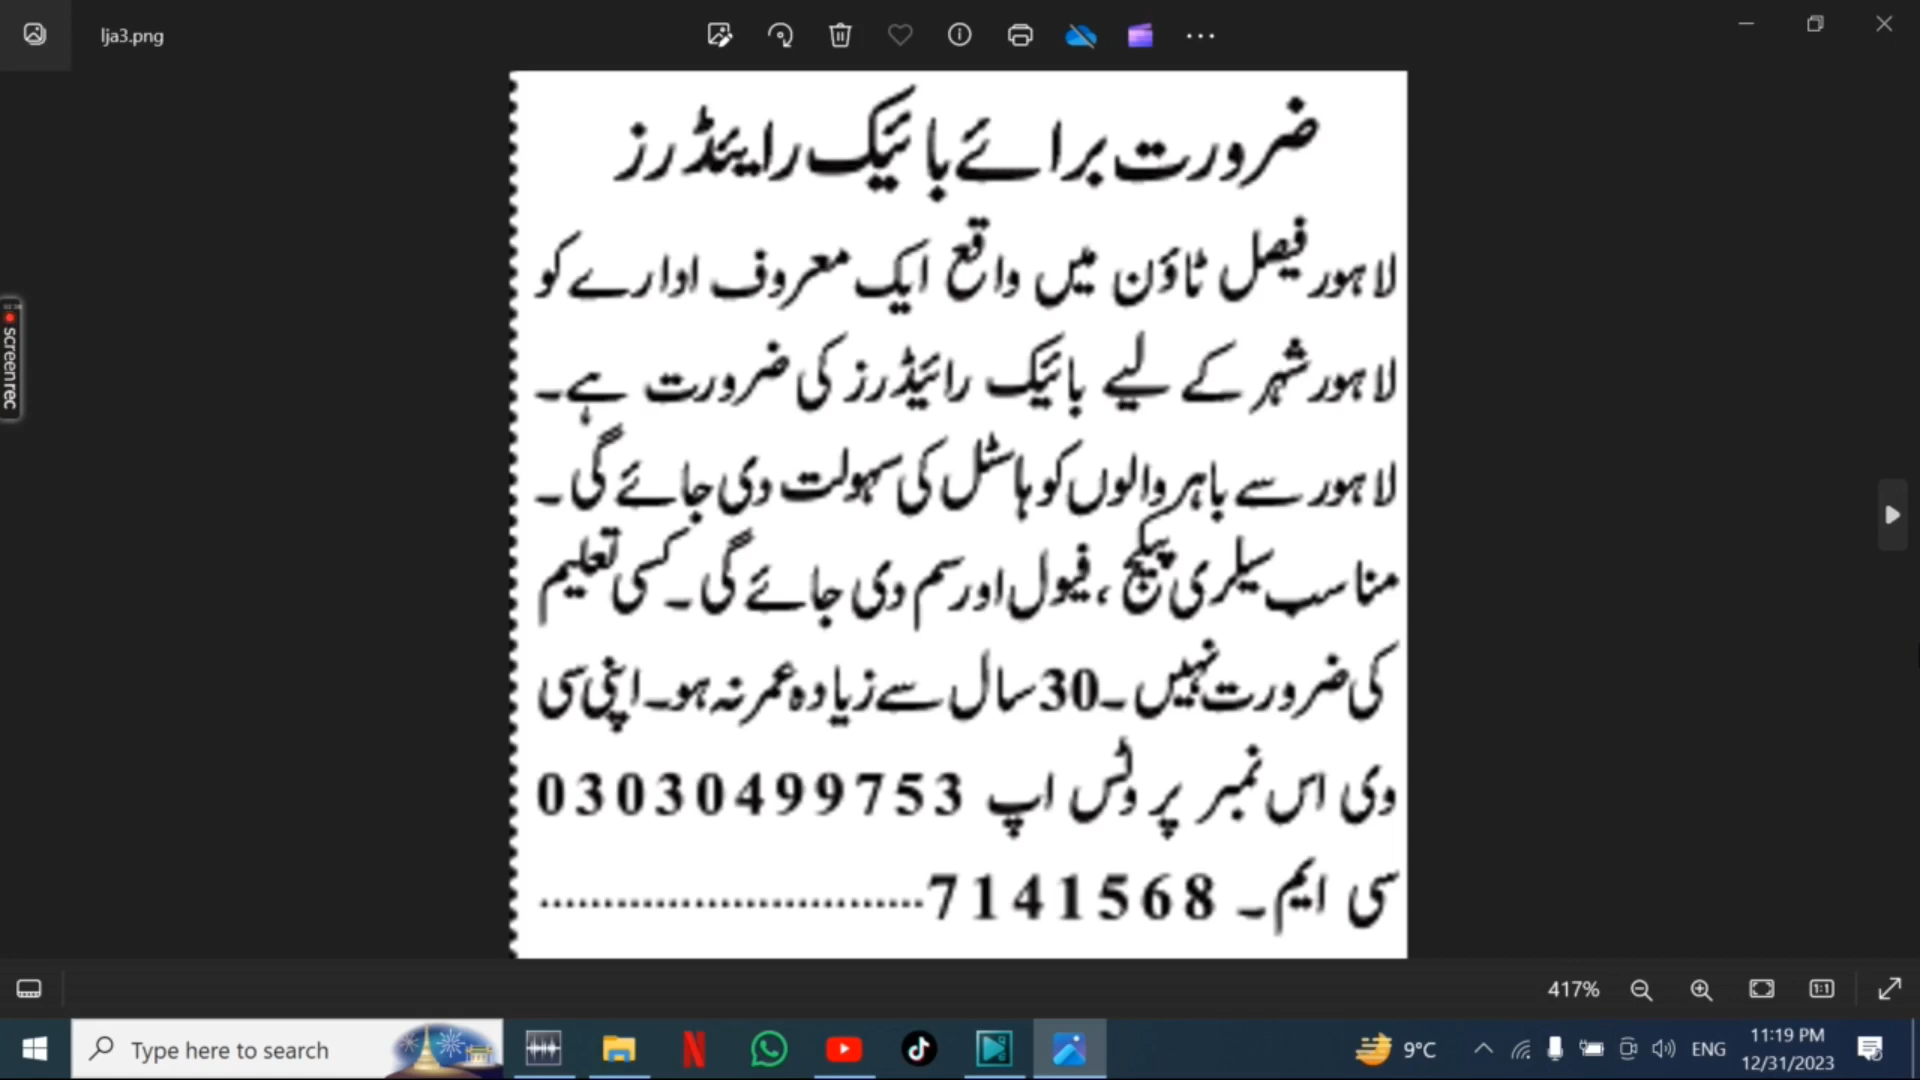 lja3.png
ضرورت برائے بائیک رایئڈرز
لاہور فیصل ٹاؤن میں واقع ایک معروف ادارے کو
لاہور شہر کے لیے بائیک رائیڈرز کی ضرورت ہے۔
لاہور سے باہر والوں کو ہاسٹل کی سہولت دی جائے گی۔
مناسب سیلری پیکج، فیول اور سم دی جائے گی۔ کسی تعلیم
کی ضرورت نہیں۔ 30 سال سے زیادہ عمر نہ ہو۔ اپنی سی
وی اس نمبر پر وٹس اپ 03030499753
سی ایم۔ 7141568..............................
screenrec
417%
Type here to search
9°C
ENG
11:19 PM
12/31/2023